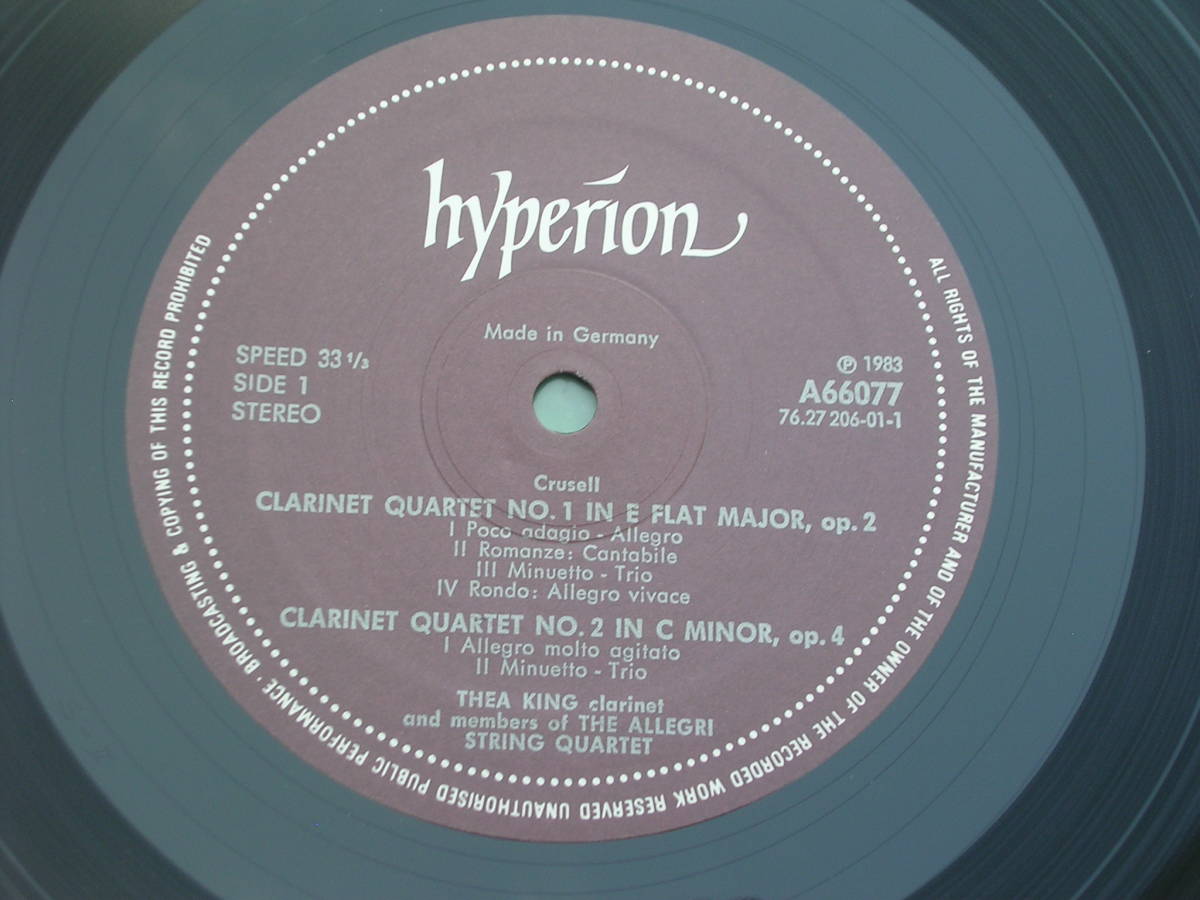 hyperion
Made in Germany
SPEED 33 1/3
SIDE 1
STEREO
℗ 1983
A66077
76.27 206-01-1
Crusell
CLARINET QUARTET NO. 1 IN E FLAT MAJOR, op. 2
I Poco adagio - Allegro
II Romanze: Cantabile
III Minuetto - Trio
IV Rondo: Allegro vivace
CLARINET QUARTET NO. 2 IN C MINOR, op. 4
I Allegro molto agitato
II Minuetto - Trio
THEA KING clarinet
and members of THE ALLEGRI
STRING QUARTET
ALL RIGHTS OF THE MANUFACTURER AND OF THE OWNER OF THE RECORDED WORK RESERVED UNAUTHORISED PUBLIC PERFORMANCE · BROADCASTING & COPYING OF THIS RECORD PROHIBITED